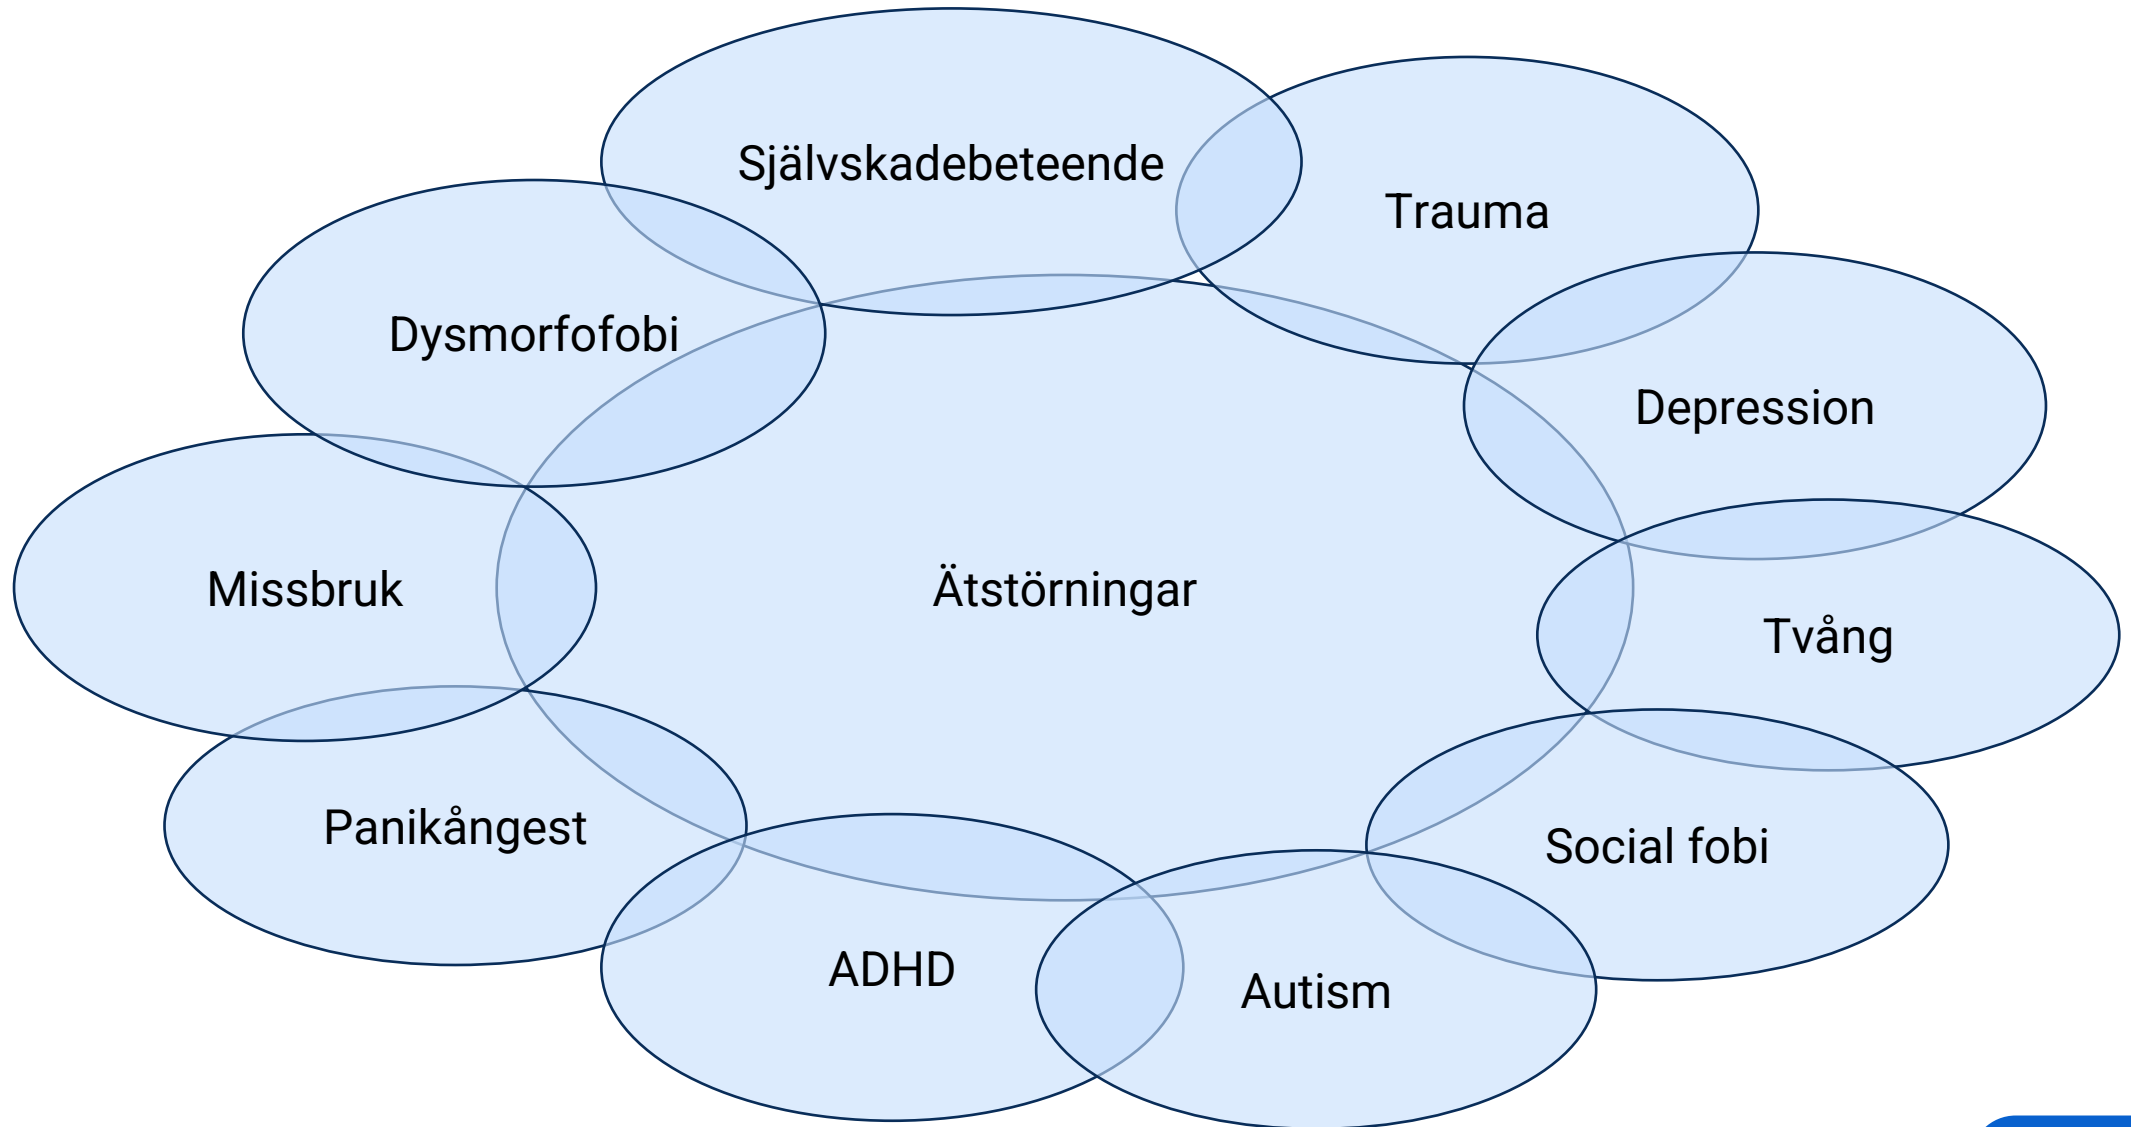 Självskadebeteende
Trauma
Dysmorfofobi
Depression
Missbruk
Ätstörningar
Tvång
Panikångest
Social fobi
ADHD
Autism